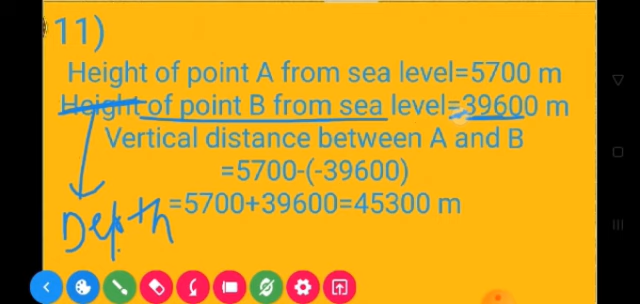 11)
Height of point A from sea level=5700 m
Height of point B from sea level=39600 m
Depth
Vertical distance between A and B
=5700-(-39600)
=5700+39600=45300 m